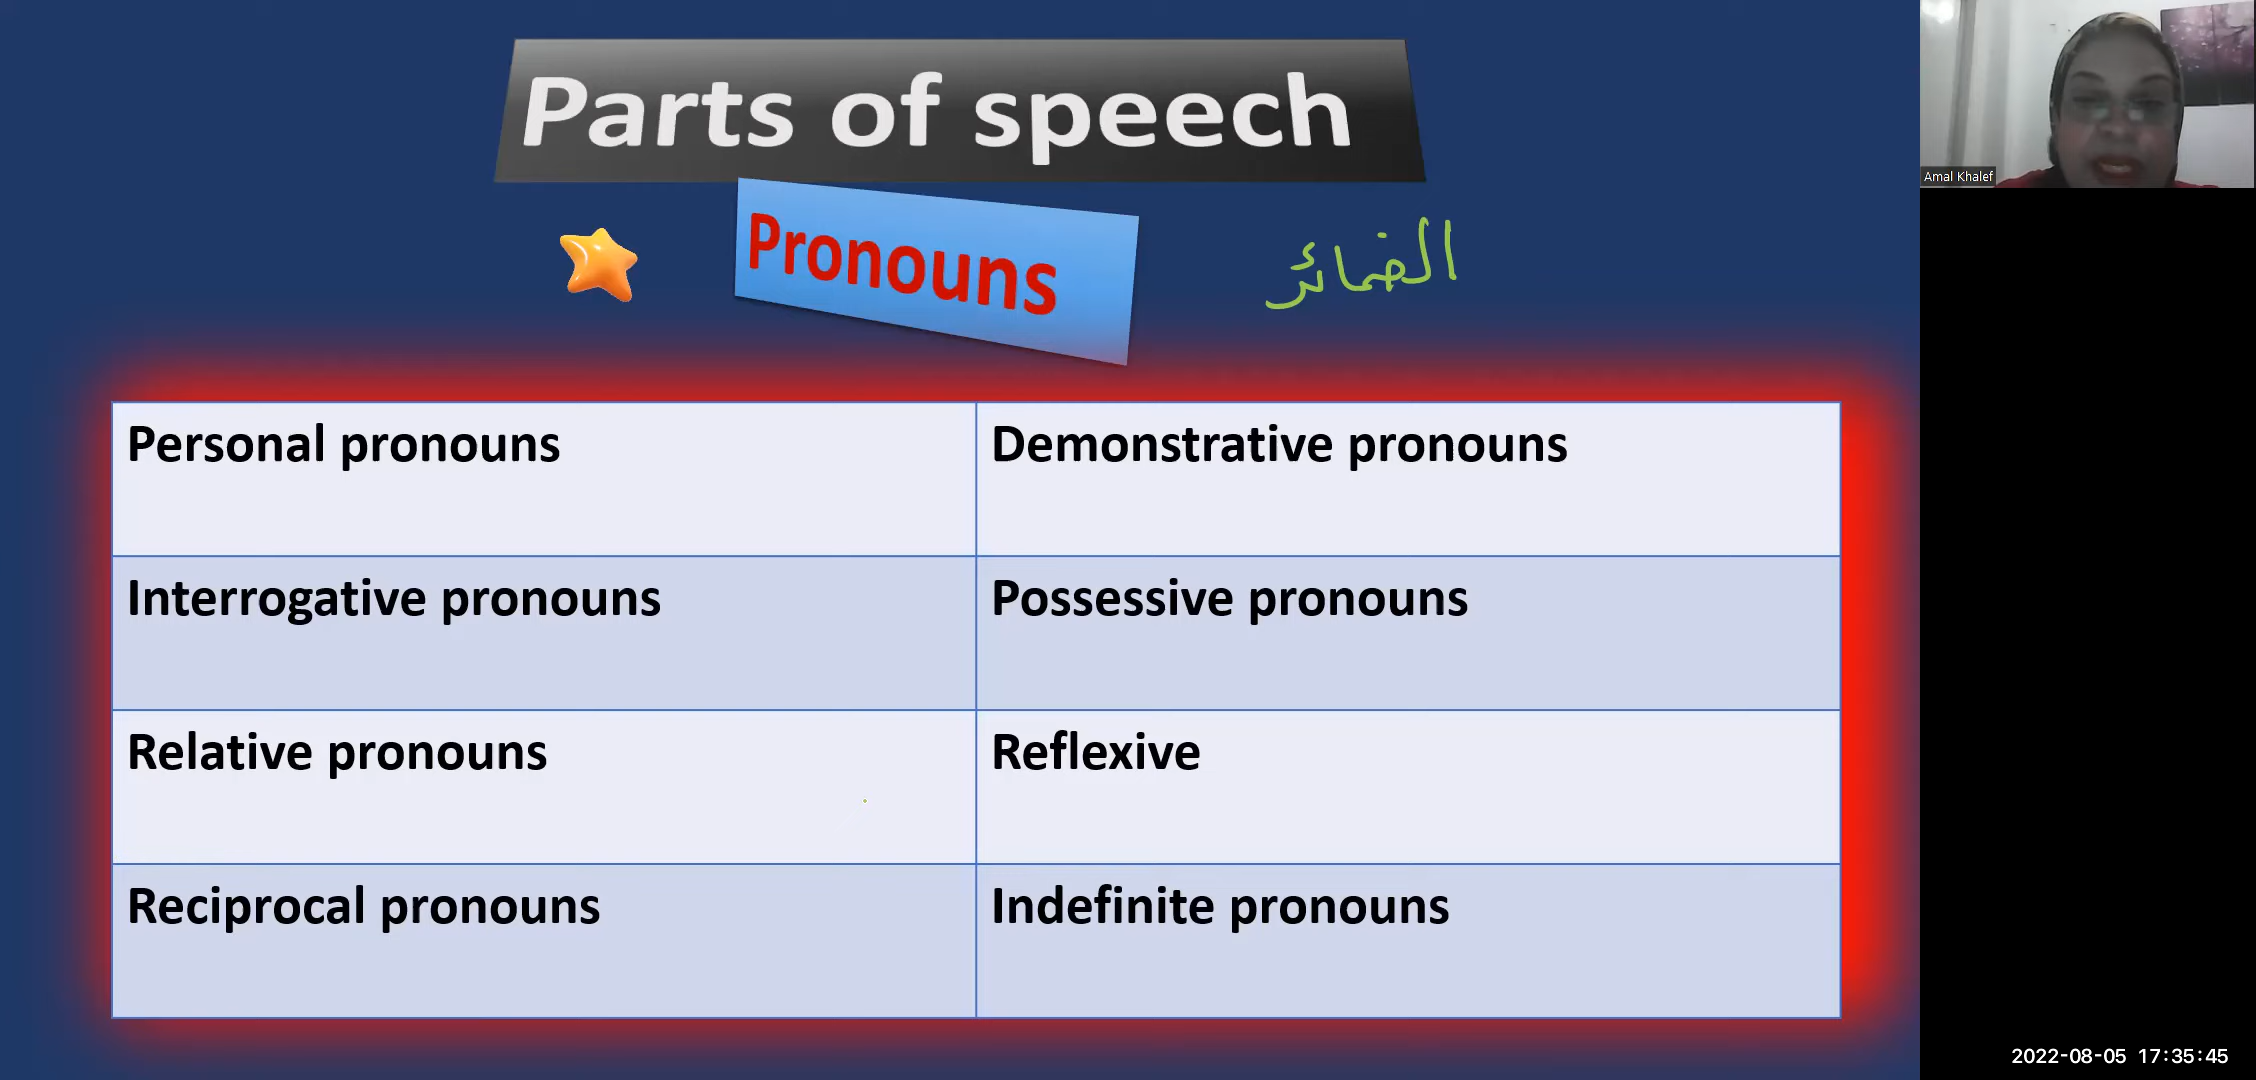 Parts of speech
Pronouns
الضمائر
Personal pronouns
Demonstrative pronouns
Interrogative pronouns
Possessive pronouns
Relative pronouns
Reflexive
Reciprocal pronouns
Indefinite pronouns
Amal Khalef
2022-08-05 17:35:45